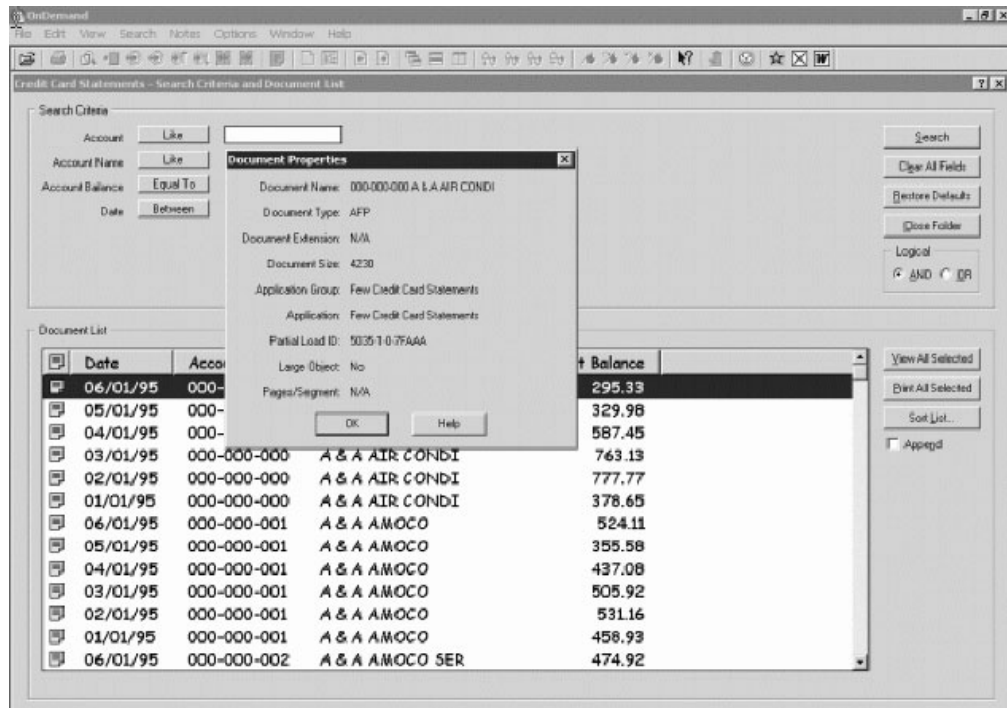 OnDemand
File Edit View Search Notes Options Window Help
Credit Card Statements - Search Criteria and Document List
Search Criteria
Account Like
Account Name Like
Account Balance Equal To
Date Between
Search
Clear All Fields
Restore Defaults
Close Folder
Logical
AND OR
Document Properties
Document Name: 000-000-000 A & A AIR CONDI
Document Type: AFP
Document Extension: N/A
Document Size: 4230
Application Group: Few Credit Card Statements
Application: Few Credit Card Statements
Partial Load ID: 5035-1-0-7FAAA
Large Object: No
Pages/Segment: N/A
OK Help
Document List
Date Accou t Balance
06/01/95 000- 295.33
05/01/95 000- 329.98
04/01/95 000- 587.45
03/01/95 000-000-000 A & A AIR CONDI 763.13
02/01/95 000-000-000 A & A AIR CONDI 777.77
01/01/95 000-000-000 A & A AIR CONDI 378.65
06/01/95 000-000-001 A & A AMOCO 524.11
05/01/95 000-000-001 A & A AMOCO 355.58
04/01/95 000-000-001 A & A AMOCO 437.08
03/01/95 000-000-001 A & A AMOCO 505.92
02/01/95 000-000-001 A & A AMOCO 531.16
01/01/95 000-000-001 A & A AMOCO 458.93
06/01/95 000-000-002 A & A AMOCO SER 474.92
View All Selected
Print All Selected
Sort List...
Append